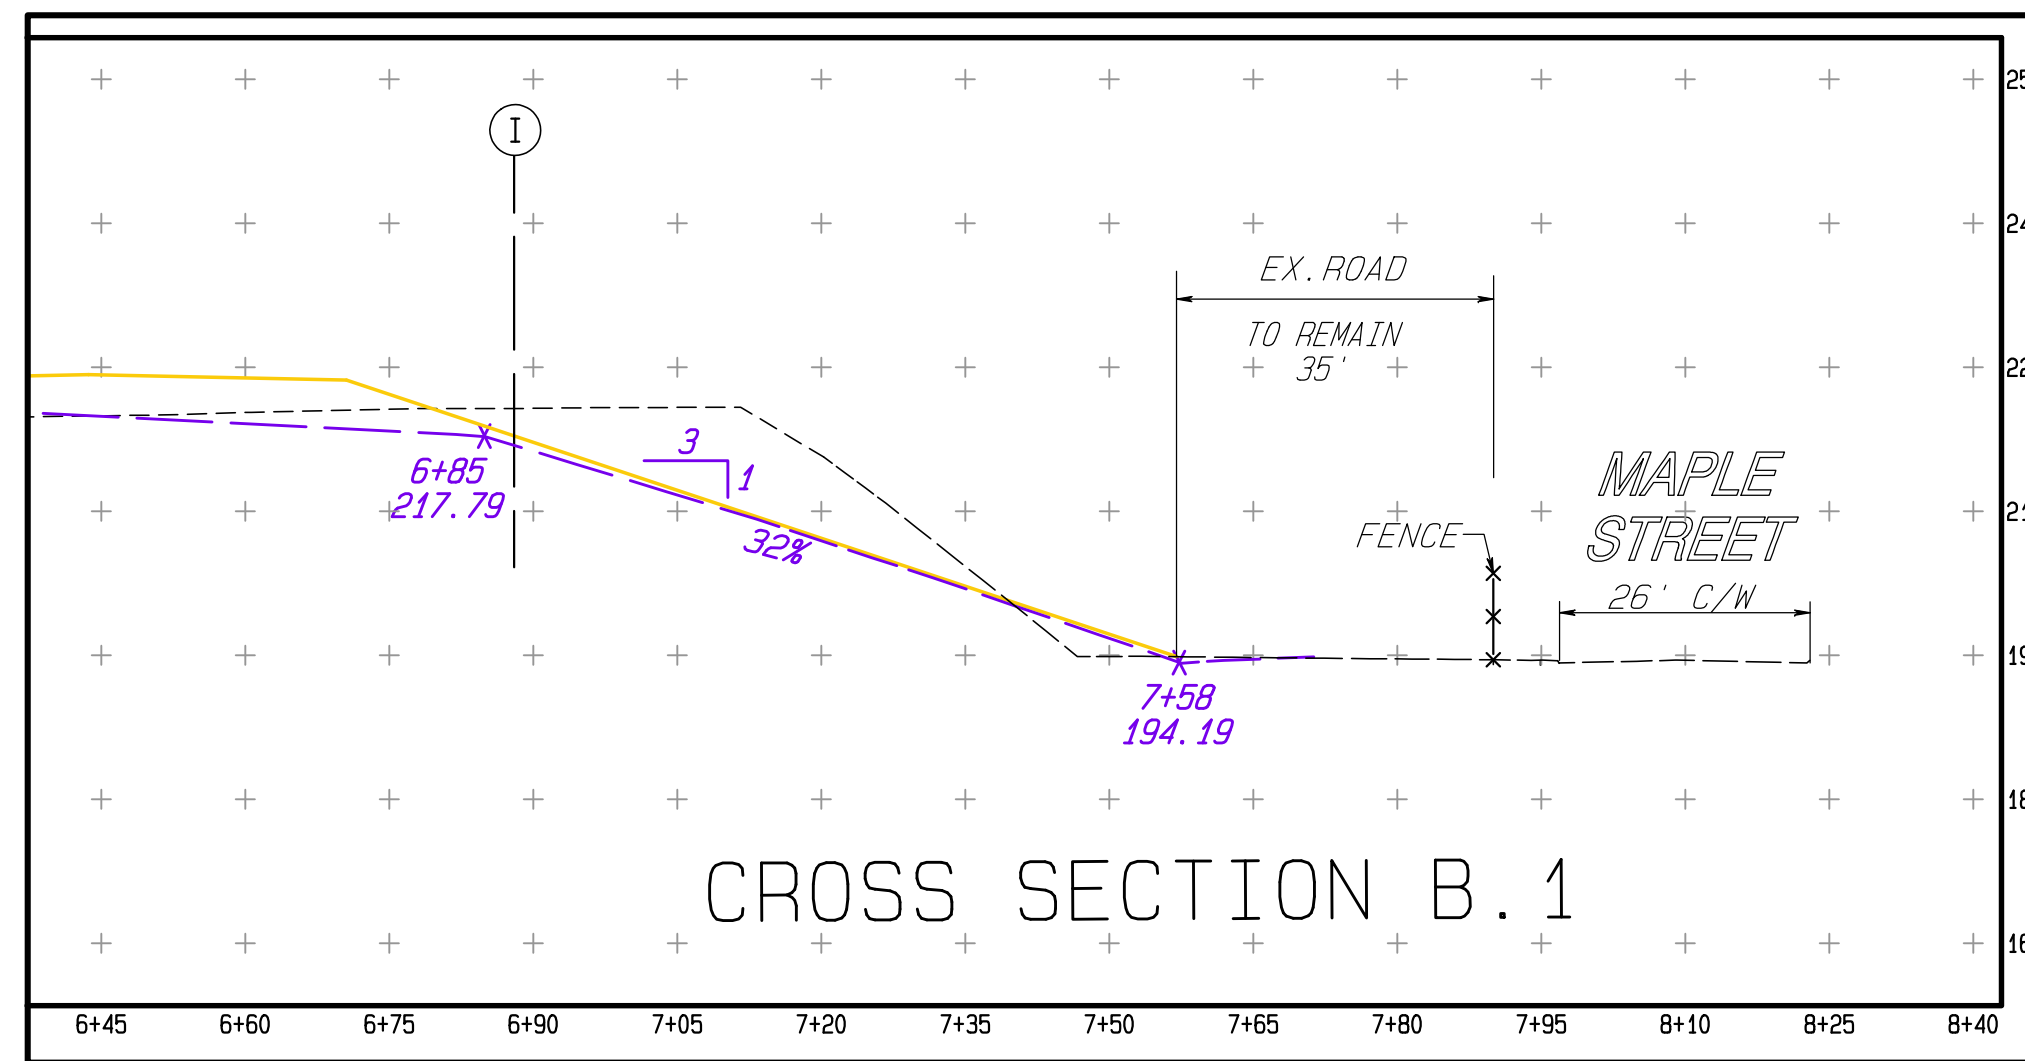 I
EX. ROAD
TO REMAIN
35'
3
1
6+85
217.79
32%
MAPLE
STREET
FENCE
26' C/W
7+58
194.19
CROSS SECTION B.1
6+45 6+60 6+75 6+90 7+05 7+20 7+35 7+50 7+65 7+80 7+95 8+10 8+25 8+40